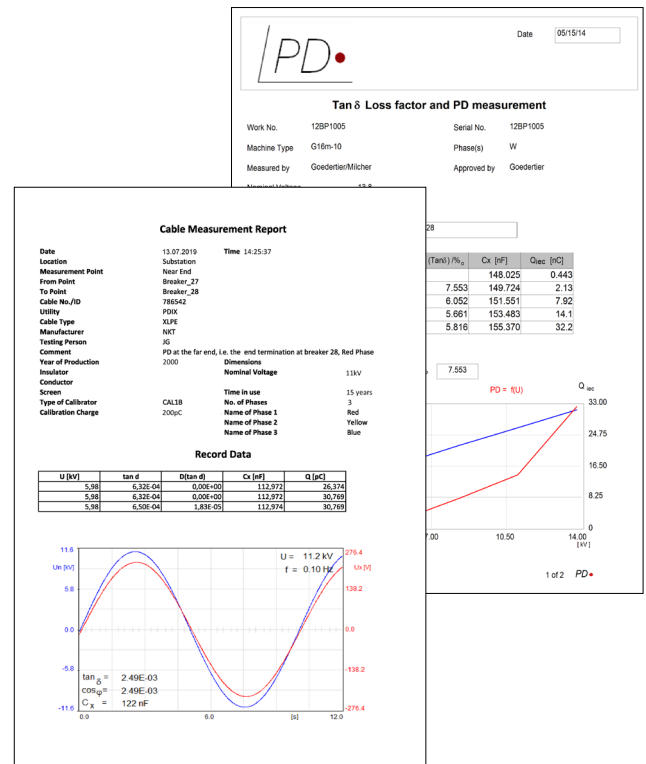 PD
Date 05/15/14
Tan δ Loss factor and PD measurement
Work No. 12BP1005 Serial No. 12BP1005
Machine Type G16m-10 Phase(s) W
Measured by Goedertier/Milcher Approved by Goedertier
Nominal Voltage 13.8
28
(Tanδ) /‰ Cx [nF] Qiec [nC]
148.025 0.443
7.553 149.724 2.13
6.052 151.551 7.92
5.661 153.483 14.1
5.816 155.370 32.2
7.553
PD = f(U) Q iec
33.00
24.75
16.50
8.25
0
7.00 10.50 14.00
[kV]
1 of 2 PD
Cable Measurement Report
Date 13.07.2019 Time 14:25:37
Location Substation
Measurement Point Near End
From Point Breaker_27
To Point Breaker_28
Cable No./ID 786542
Utility PDIX
Cable Type XLPE
Manufacturer NKT
Testing Person JG
Comment PD at the far end, i.e. the end termination at breaker 28, Red Phase
Year of Production 2000 Dimensions
Insulator Nominal Voltage 11kV
Conductor
Screen Time in use 15 years
Type of Calibrator CAL1B No. of Phases 3
Calibration Charge 200pC Name of Phase 1 Red
Name of Phase 2 Yellow
Name of Phase 3 Blue
Record Data
U [kV] tan d D(tan d) Cx [nF] Q [pC]
5,98 6,32E-04 0,00E+00 112,972 26,374
5,98 6,32E-04 0,00E+00 112,972 30,769
5,98 6,50E-04 1,83E-05 112,974 30,769
11.6 U = 11.2 kV 276.4
Un [kV] f = 0.10 Hz Ux [V]
5.8 138.2
0.0 0.0
-5.8 -138.2
tan δ = 2.49E-03
cos φ = 2.49E-03
C x = 122 nF
-11.6 -276.4
0.0 6.0 [s] 12.0